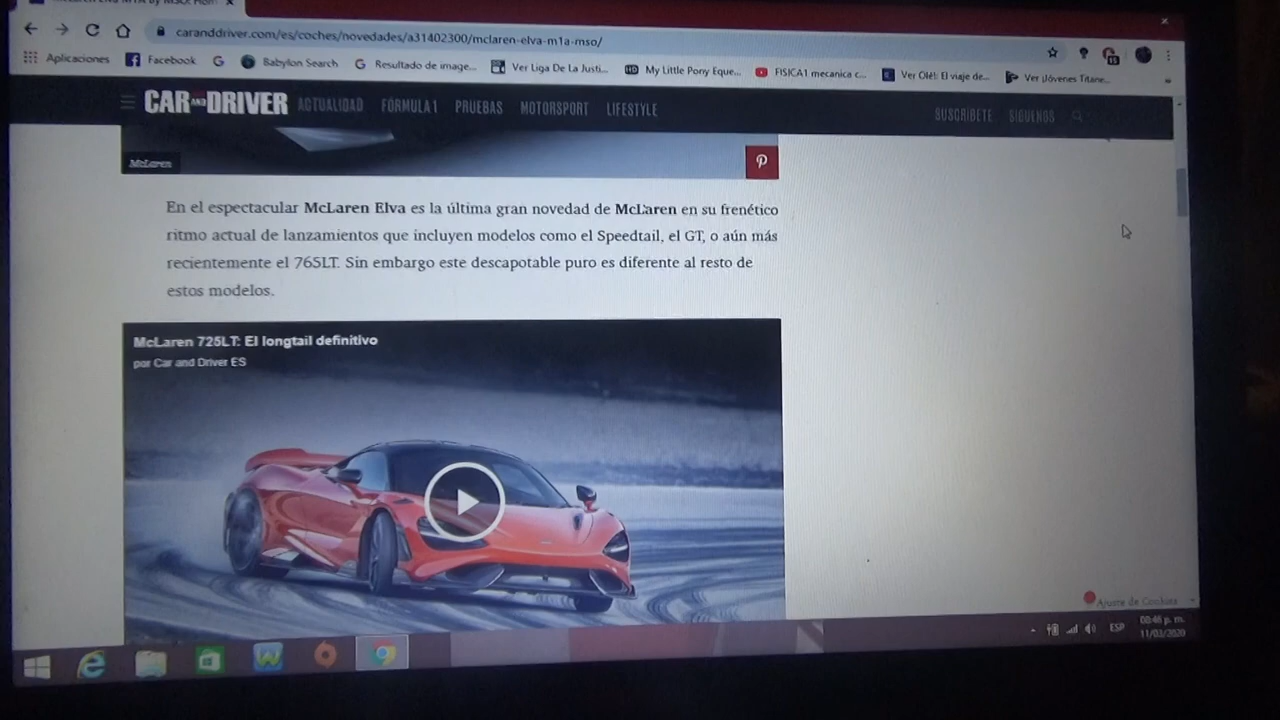 caranddriver.com/es/coches/novedades/a31402300/mclaren-elva-m1a-mso/
Aplicaciones Facebook Babylon Search Resultado de image... Ver Liga De La Justi... My Little Pony Eque... FISICA1 mecanica c... Ver Olé!: El viaje de... Ver ¡Jóvenes Titane...
CAR AND DRIVER ACTUALIDAD FÓRMULA 1 PRUEBAS MOTORSPORT LIFESTYLE SUSCRÍBETE SÍGUENOS
McLaren
En el espectacular McLaren Elva es la última gran novedad de McLaren en su frenético
ritmo actual de lanzamientos que incluyen modelos como el Speedtail, el GT, o aún más
recientemente el 765LT. Sin embargo este descapotable puro es diferente al resto de
estos modelos.
McLaren 725LT: El longtail definitivo
por Car and Driver ES
Ajuste de Cookies
ESP
11/03/2020